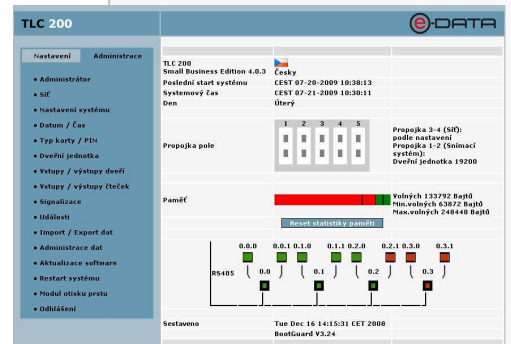 TLC 200
e-DATA
Nastavení Administrace
• Administrátor
• Síť
• Nastavení systému
• Datum / Čas
• Typ karty / PIN
• Dveřní jednotka
• Vstupy / výstupy dveří
• Vstupy / výstupy čteček
• Signalizace
• Události
• Import / Export dat
• Administrace dat
• Aktualizace software
• Restart systému
• Modul otisku prstu
• Odhlášení
TLC 200
Small Business Edition 4.0.3 Česky
Poslední start systému CEST 07-20-2009 10:38:13
Systemový čas CEST 07-21-2009 10:30:11
Den Úterý
1 2 3 4 5
Propojka pole
Propojka 3-4 (Síť):
podle nastavení
Propojka 1-2 (Snímací
systém):
Dveřní jednotka 19200
Paměť
Volných 133792 Bajtů
Min.volných 63872 Bajtů
Max.volných 248448 Bajtů
Reset statistiky paměti
0.0.0 0.0.1 0.1.0 0.1.1 0.2.0 0.2.1 0.3.0 0.3.1
RS485 0.0 0.1 0.2 0.3
Sestaveno Tue Dec 16 14:15:31 CET 2008
BootGuard V3.24